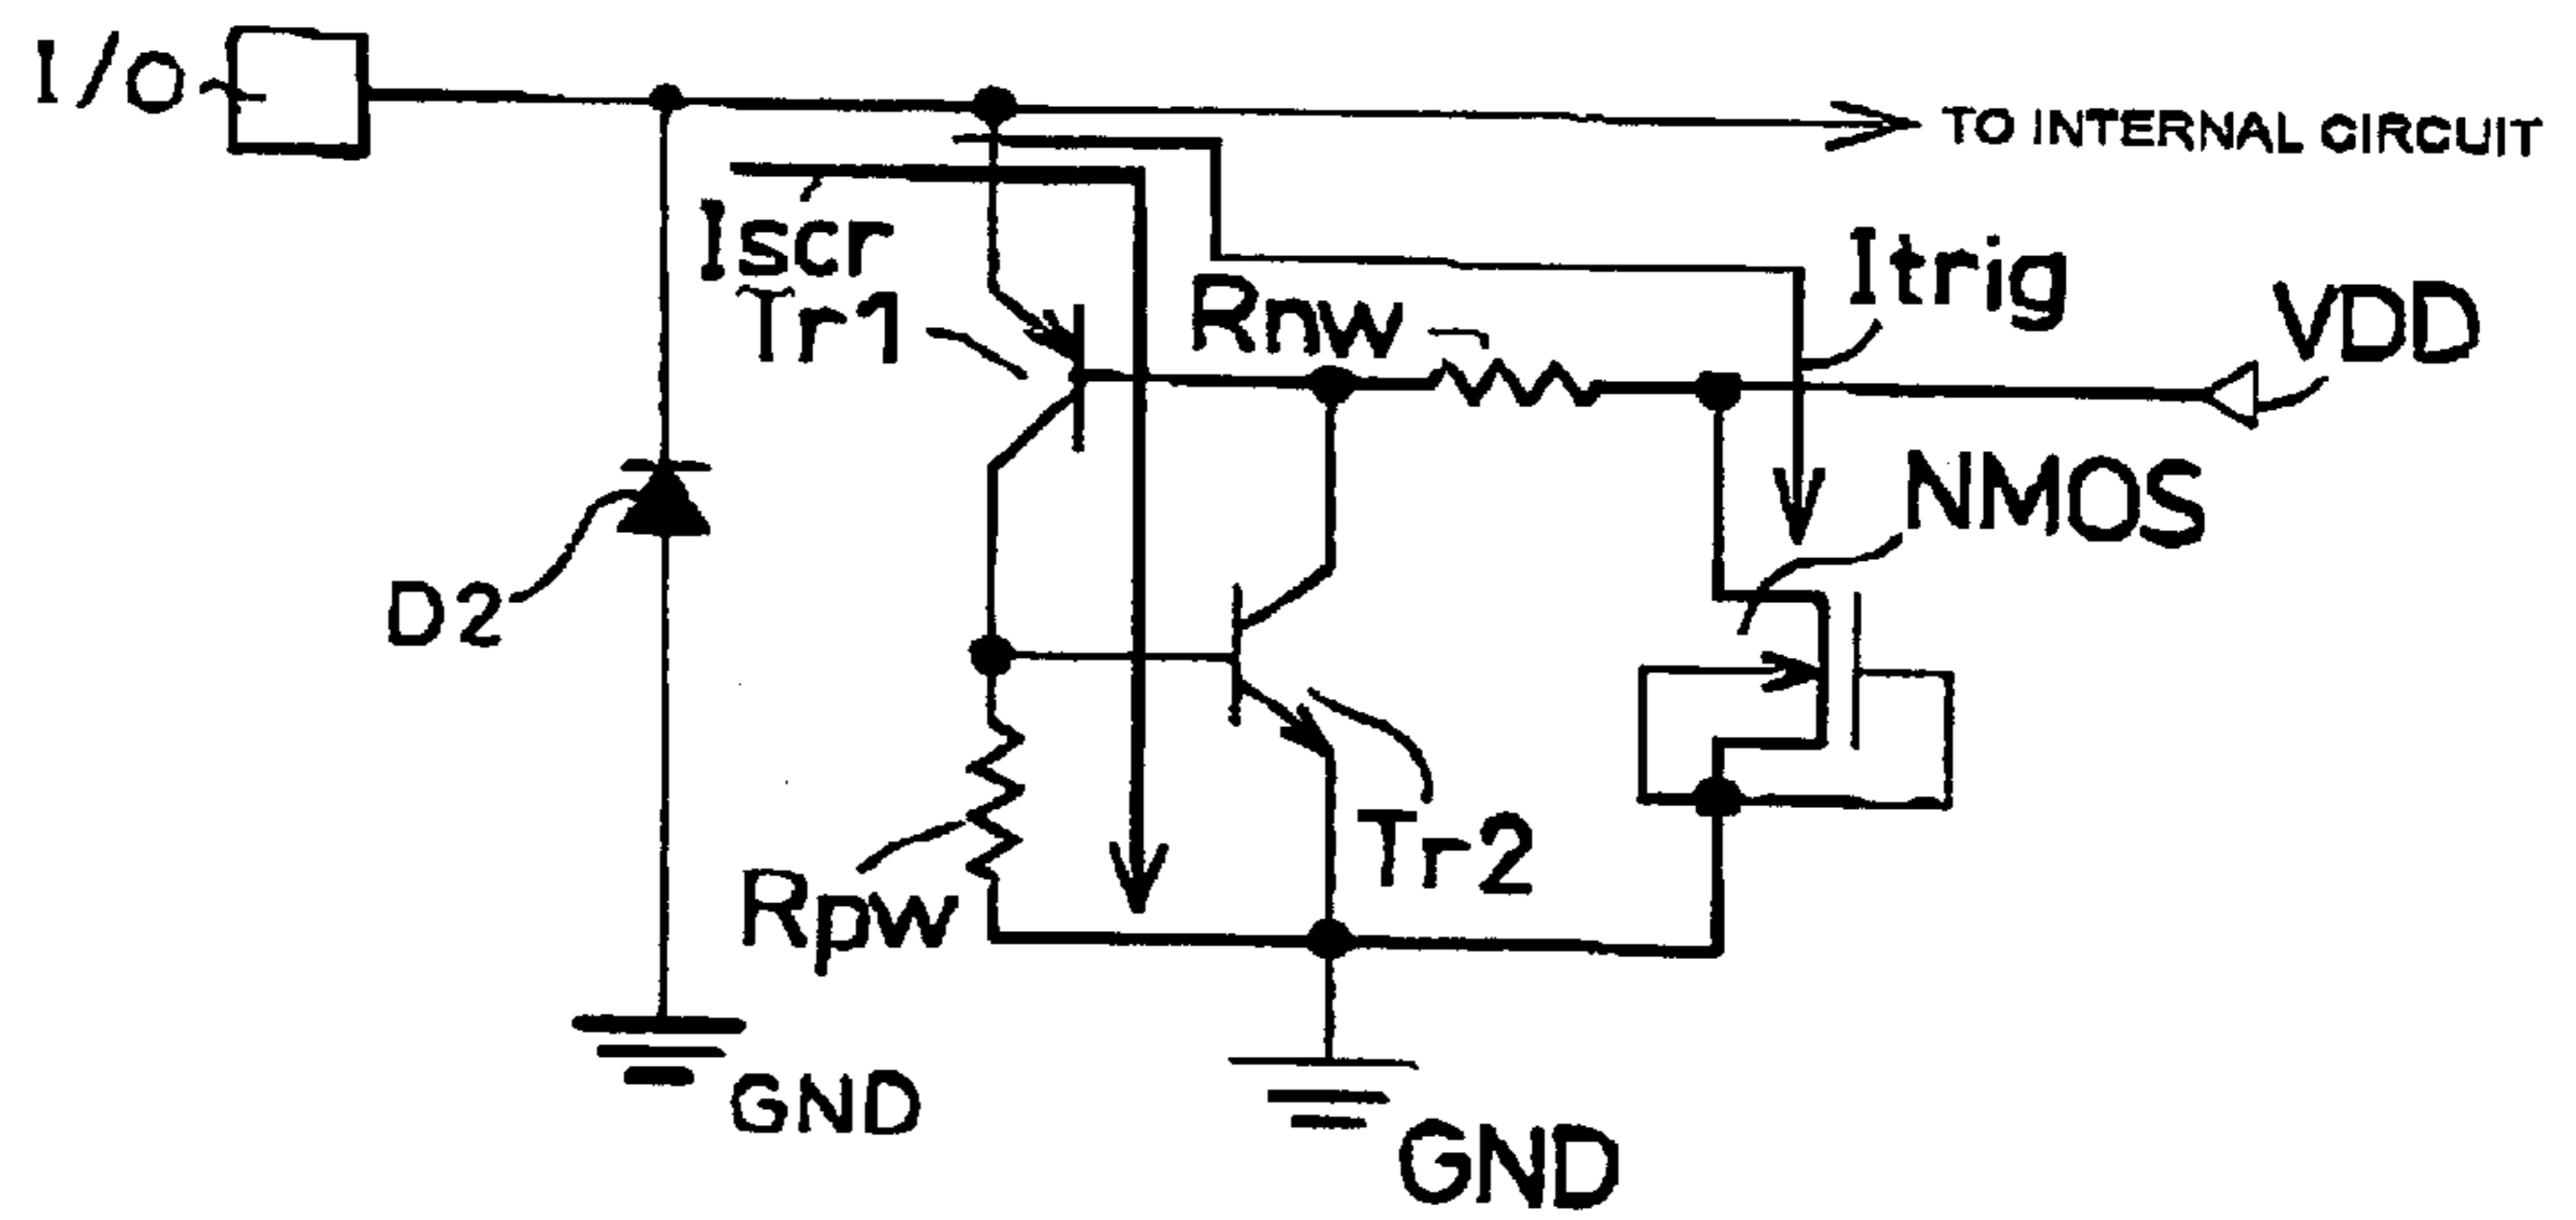 I/O
TO INTERNAL CIRCUIT
Iscr
Itrig
Tr1
Rnw
VDD
NMOS
D2
Tr2
Rpw
GND
GND